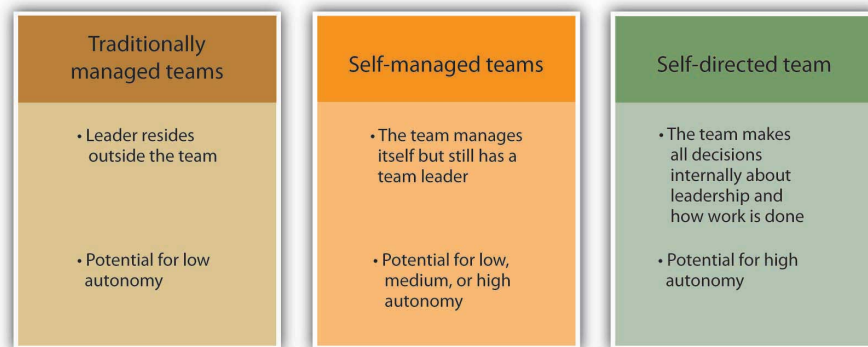 Traditionally
managed teams
• Leader resides
outside the team
• Potential for low
autonomy
Self-managed teams
• The team manages
itself but still has a
team leader
• Potential for low,
medium, or high
autonomy
Self-directed team
• The team makes
all decisions
internally about
leadership and
how work is done
• Potential for high
autonomy